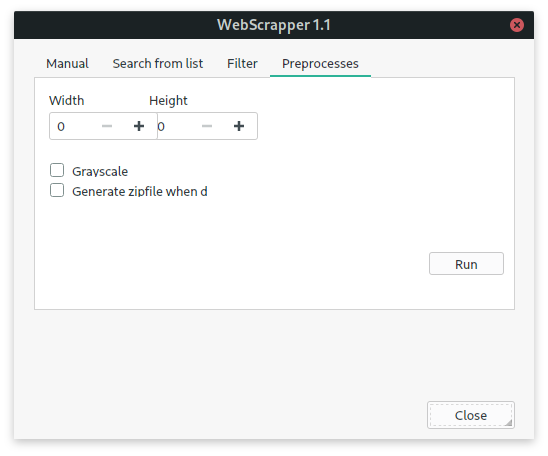 WebScrapper 1.1
Manual Search from list Filter Preprocesses
Width Height
0 0
Grayscale
Generate zipfile when d
Run
Close